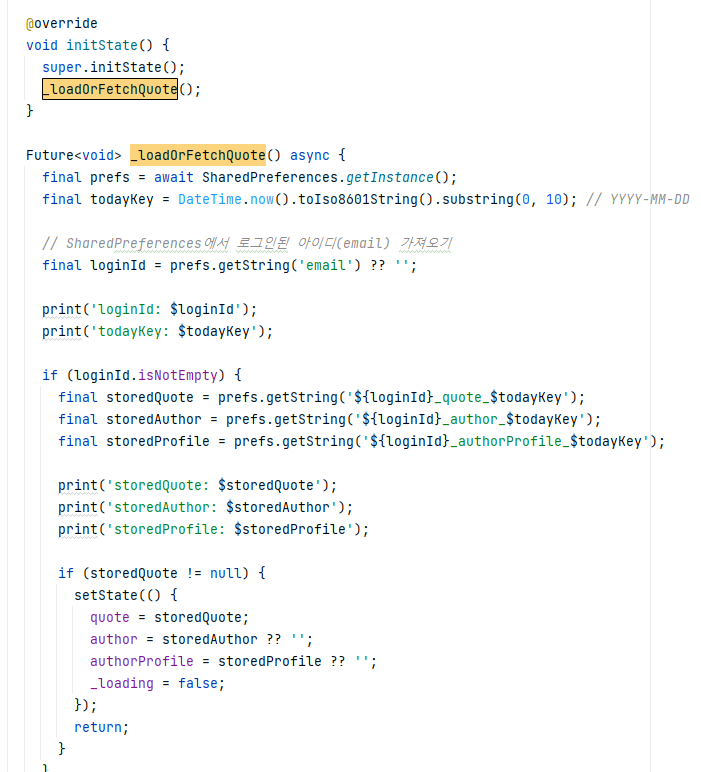 @override
void initState() {
super.initState();
_loadOrFetchQuote();
}
Future<void> _loadOrFetchQuote() async {
final prefs = await SharedPreferences.getInstance();
final todayKey = DateTime.now().toIso8601String().substring(0, 10); // YYYY-MM-DD
// SharedPreferences에서 로그인된 아이디(email) 가져오기
final loginId = prefs.getString('email') ?? '';
print('loginId: $loginId');
print('todayKey: $todayKey');
if (loginId.isNotEmpty) {
final storedQuote = prefs.getString('${loginId}_quote_$todayKey');
final storedAuthor = prefs.getString('${loginId}_author_$todayKey');
final storedProfile = prefs.getString('${loginId}_authorProfile_$todayKey');
print('storedQuote: $storedQuote');
print('storedAuthor: $storedAuthor');
print('storedProfile: $storedProfile');
if (storedQuote != null) {
setState(() {
quote = storedQuote;
author = storedAuthor ?? '';
authorProfile = storedProfile ?? '';
_loading = false;
});
return;
}
}